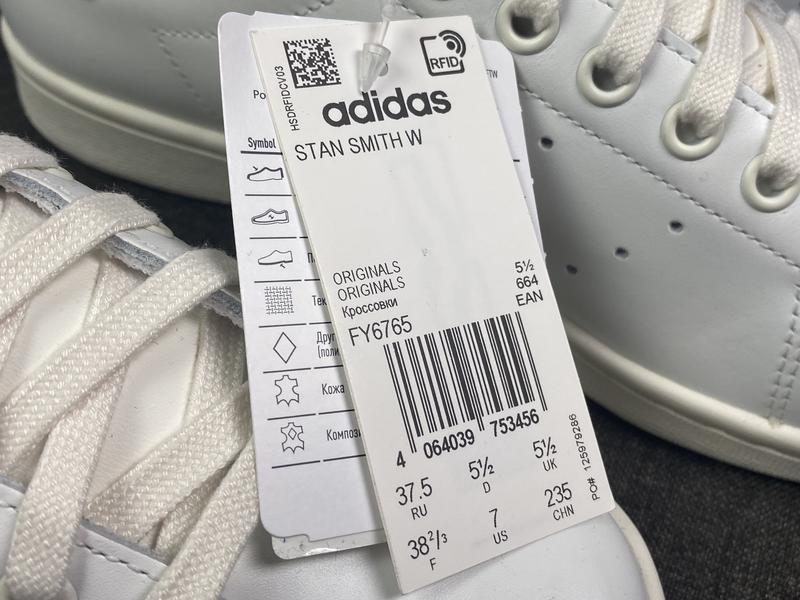 HSDRFIDCV03
RFID
adidas
STAN SMITH W
ORIGINALS
ORIGINALS
Кроссовки
5½
664
EAN
FY6765
4 064039 753456
37.5 5½ 5½
RU D UK
38²/3 7 235
F US CHN
PO# 125979286
Symbol
Кожа